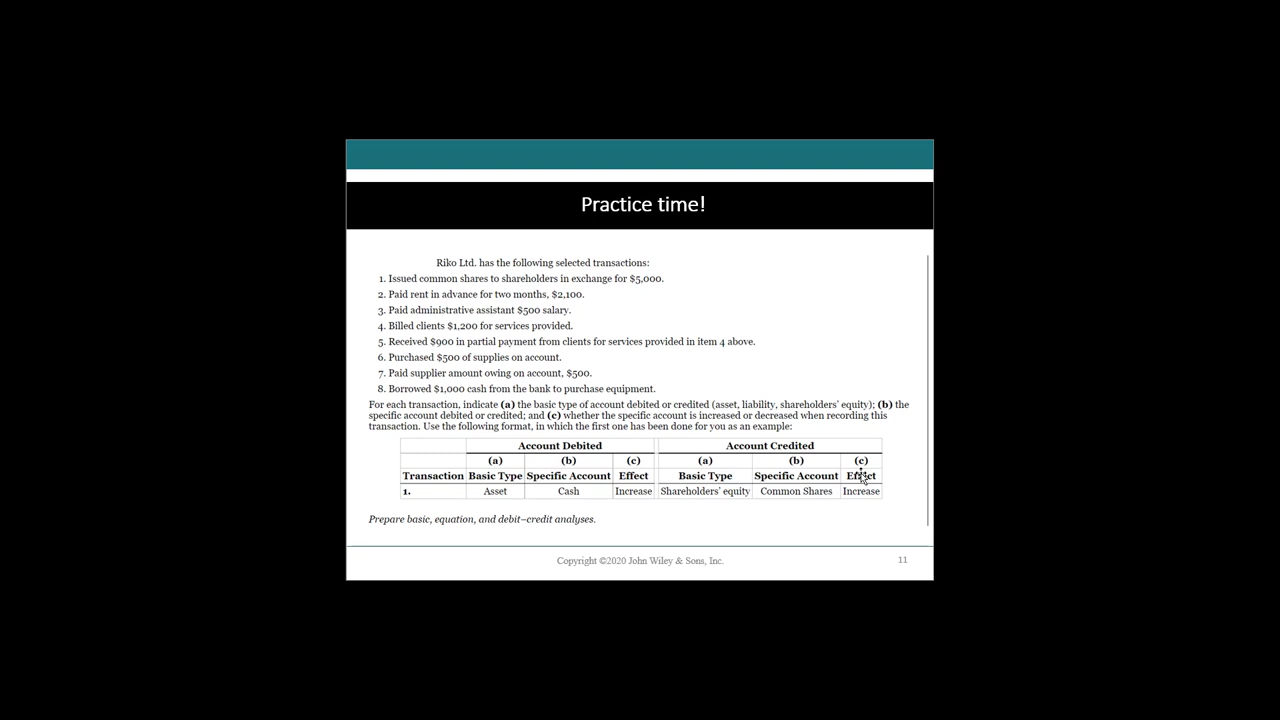 Practice time!
Riko Ltd. has the following selected transactions:
1. Issued common shares to shareholders in exchange for $5,000.
2. Paid rent in advance for two months, $2,100.
3. Paid administrative assistant $500 salary.
4. Billed clients $1,200 for services provided.
5. Received $900 in partial payment from clients for services provided in item 4 above.
6. Purchased $500 of supplies on account.
7. Paid supplier amount owing on account, $500.
8. Borrowed $1,000 cash from the bank to purchase equipment.
For each transaction, indicate (a) the basic type of account debited or credited (asset, liability, shareholders' equity); (b) the
specific account debited or credited; and (c) whether the specific account is increased or decreased when recording this
transaction. Use the following format, in which the first one has been done for you as an example:
Account Debited Account Credited
(a) (b) (c) (a) (b) (c)
Transaction Basic Type Specific Account Effect Basic Type Specific Account Effect
1. Asset Cash Increase Shareholders' equity Common Shares Increase
Prepare basic, equation, and debit–credit analyses.
Copyright ©2020 John Wiley & Sons, Inc. 11